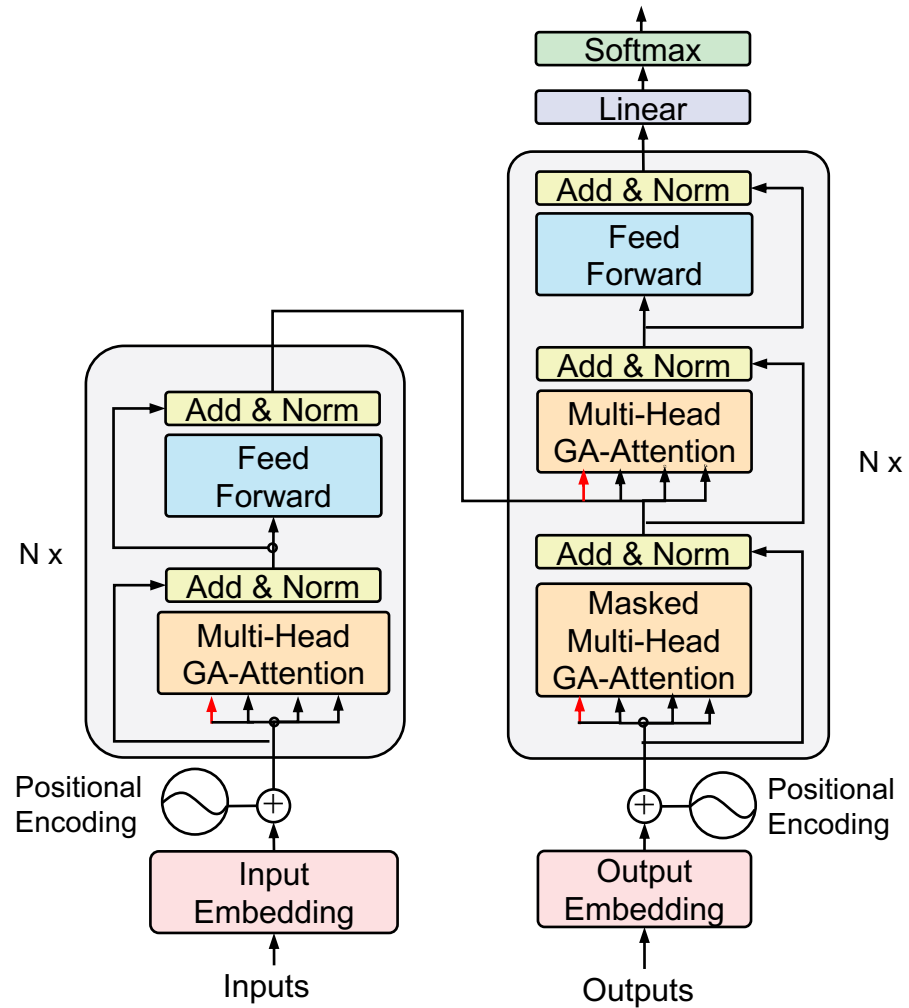 Softmax
Linear
Add & Norm
Feed
Forward
Add & Norm
Multi-Head
GA-Attention
N x
Add & Norm
Masked
Multi-Head
GA-Attention
Positional
Encoding
Output
Embedding
Outputs
Add & Norm
Feed
Forward
N x
Add & Norm
Multi-Head
GA-Attention
Positional
Encoding
Input
Embedding
Inputs